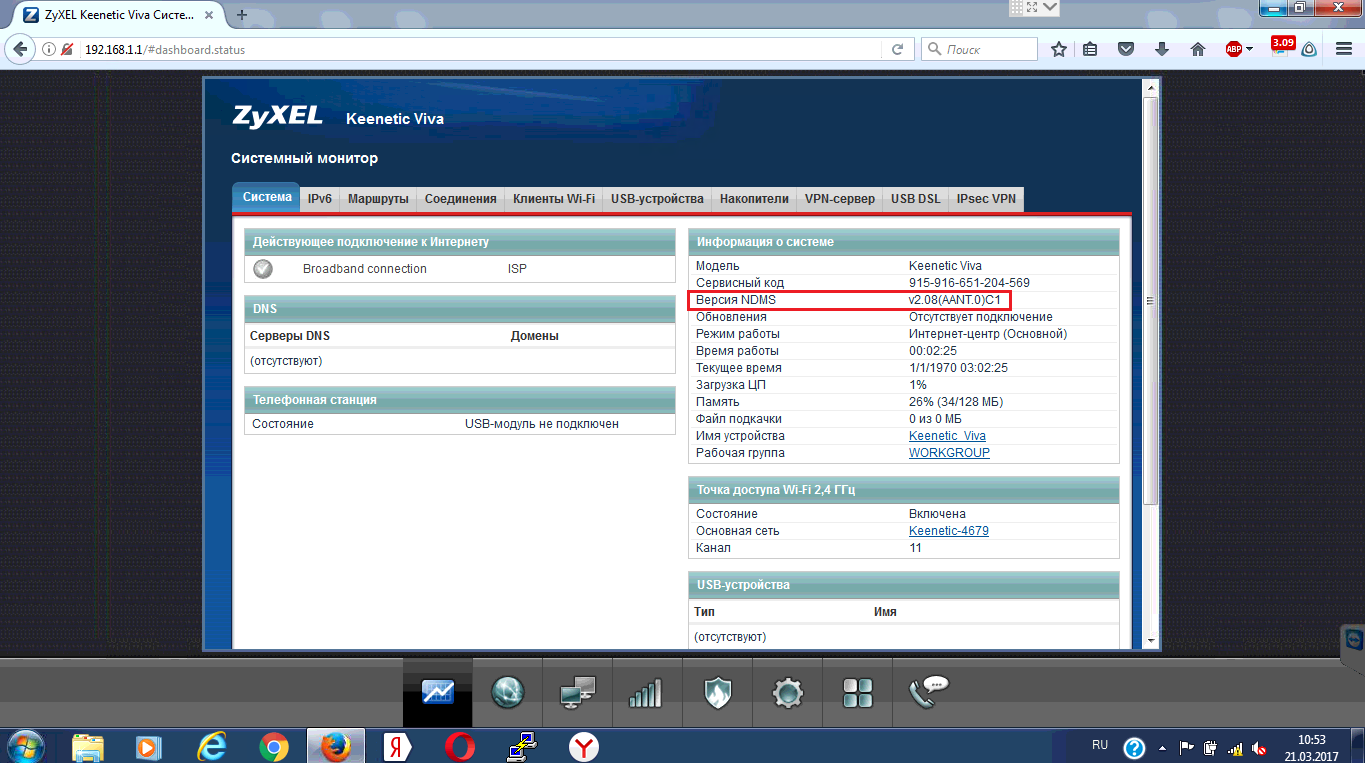 ZyXEL Keenetic Viva Систе...
192.168.1.1/#dashboard.status
Поиск
ABP
3.09
ZyXEL Keenetic Viva
Системный монитор
Система IPv6 Маршруты Соединения Клиенты Wi-Fi USB-устройства Накопители VPN-сервер USB DSL IPsec VPN
Действующее подключение к Интернету
Broadband connection ISP
DNS
Серверы DNS Домены
(отсутствуют)
Телефонная станция
Состояние USB-модуль не подключен
Информация о системе
Модель Keenetic Viva
Сервисный код 915-916-651-204-569
Версия NDMS v2.08(AANT.0)C1
Обновления Отсутствует подключение
Режим работы Интернет-центр (Основной)
Время работы 00:02:25
Текущее время 1/1/1970 03:02:25
Загрузка ЦП 1%
Память 26% (34/128 МБ)
Файл подкачки 0 из 0 МБ
Имя устройства Keenetic_Viva
Рабочая группа WORKGROUP
Точка доступа Wi-Fi 2,4 ГГц
Состояние Включена
Основная сеть Keenetic-4679
Канал 11
USB-устройства
Тип Имя
(отсутствуют)
RU
10:53
21.03.2017